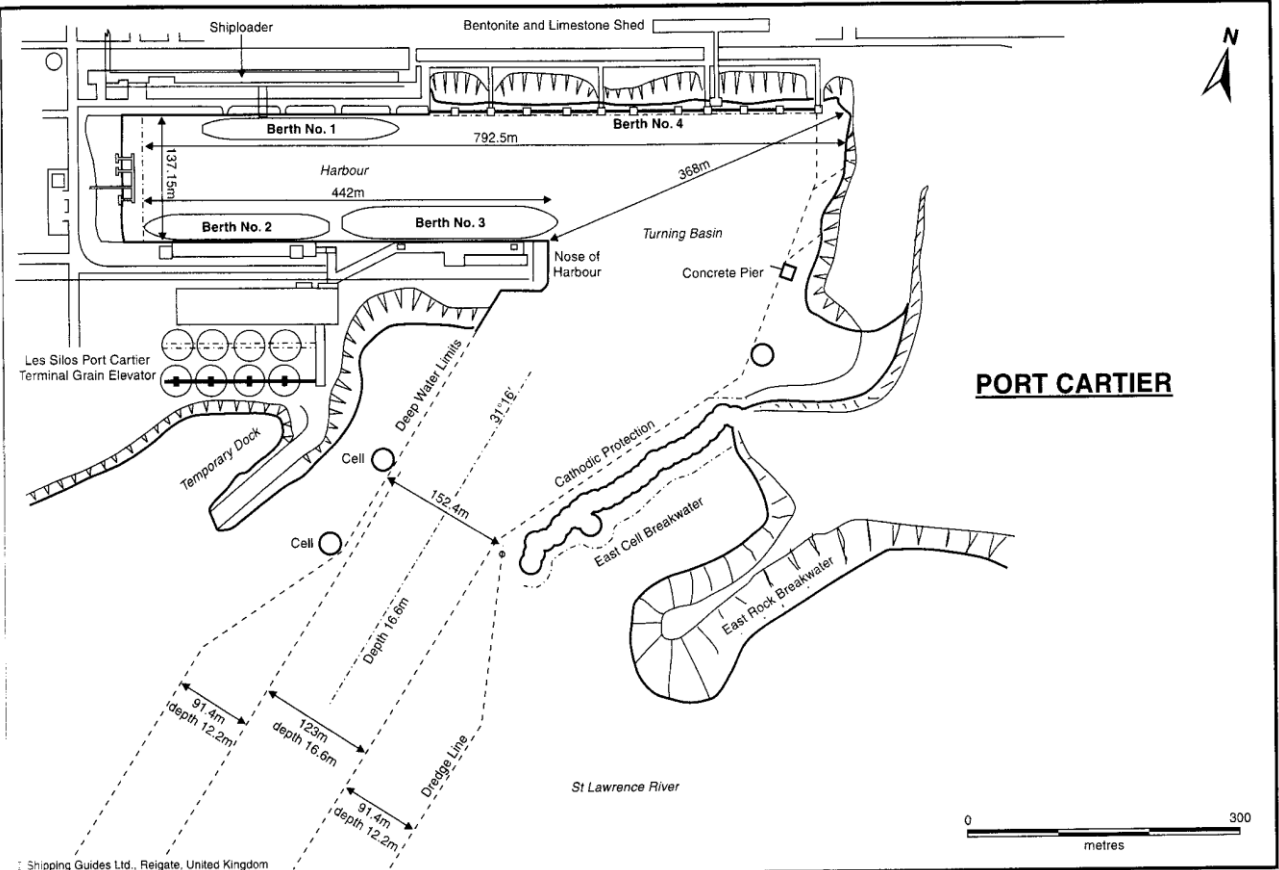 Shiploader
Bentonite and Limestone Shed
N
Berth No. 1
Berth No. 4
792.5m
137.15m
Harbour
368m
442m
Berth No. 2
Berth No. 3
Turning Basin
Nose of
Harbour
Concrete Pier
Les Silos Port Cartier
Terminal Grain Elevator
Deep Water Limits
31°16'
PORT CARTIER
Temporary Dock
Cell
Cathodic Protection
152.4m
Cell
East Cell Breakwater
East Rock Breakwater
Depth 16.6m
91.4m
depth 12.2m
123m
depth 16.6m
Dredge Line
91.4m
depth 12.2m
St Lawrence River
0 300
metres
Shipping Guides Ltd., Reigate, United Kingdom